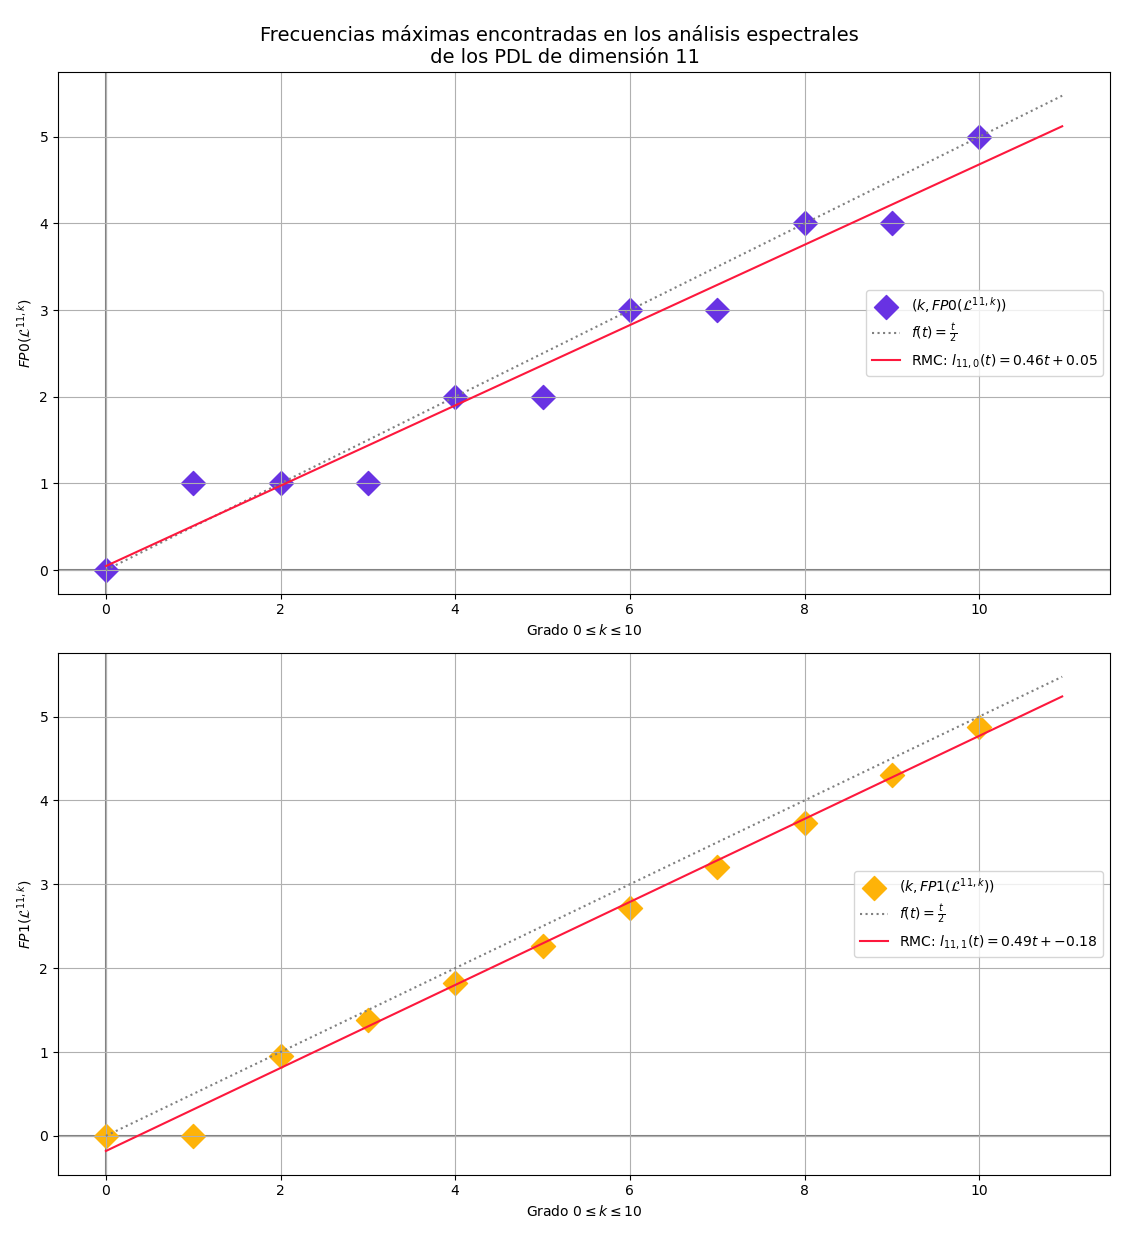 Frecuencias máximas encontradas en los análisis espectrales
de los PDL de dimensión 11
5
4
3
2
1
0
FP0(ℒ^{11,k})
(k, FP0(ℒ^{11,k}))
f(t) = t/2
RMC: l_{11,0}(t) = 0.46t + 0.05
0 2 4 6 8 10
Grado 0 ≤ k ≤ 10
5
4
3
2
1
0
FP1(ℒ^{11,k})
(k, FP1(ℒ^{11,k}))
f(t) = t/2
RMC: l_{11,1}(t) = 0.49t + −0.18
0 2 4 6 8 10
Grado 0 ≤ k ≤ 10